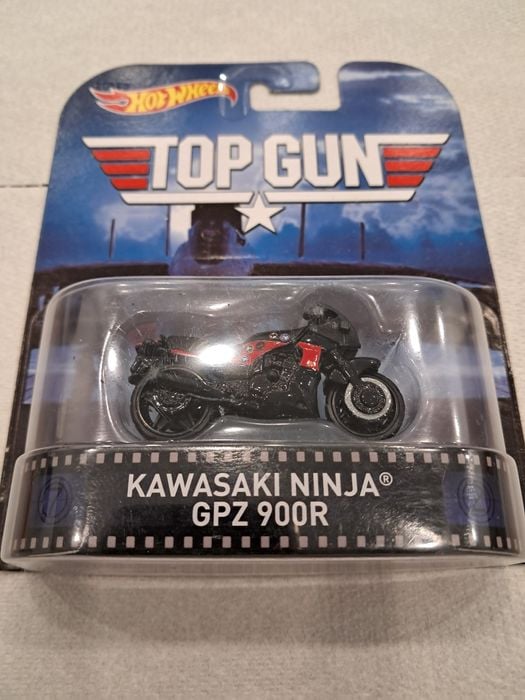 Hot Wheels
TOP GUN
KAWASAKI NINJA®
GPZ 900R